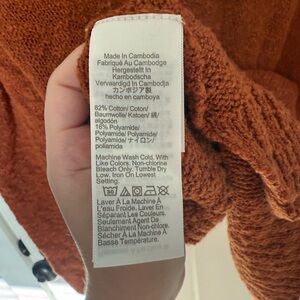 Made In Cambodia
Fabriqué Au Cambodge
Hergestellt In
Kambodscha
Vervaardigd In Cambodja
カンボジア製
hecho en camboya
82% Cotton/ Coton/
Baumwolle/ Katoen/ 綿/
algodón
18% Polyamide/
Polyamide/ Polyamid/
Polyamide/ ナイロン/
poliamida
Machine Wash Cold, With
Like Colors. Non-chlorine
Bleach Only. Tumble Dry
Low. Iron on Lowest
Setting.
Laver À La Machine À
L'eau Froide. Laver En
Séparant Les Couleurs.
Seulement Agent De
Blanchiment Non-chlore.
Sécher À La Machine À
Basse Température.